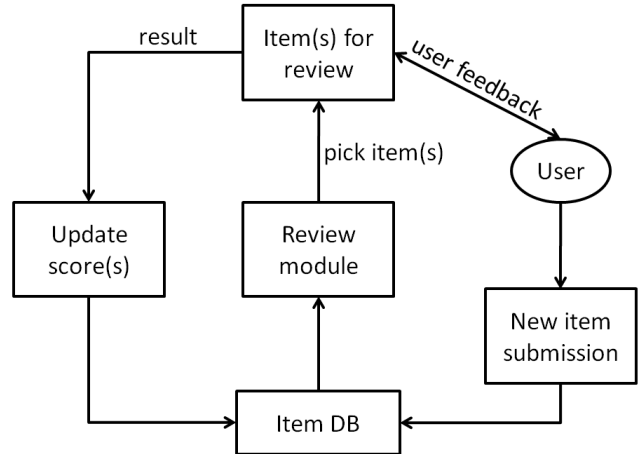 result
Item(s) for
review
user feedback
pick item(s)
User
Update
score(s)
Review
module
New item
submission
Item DB